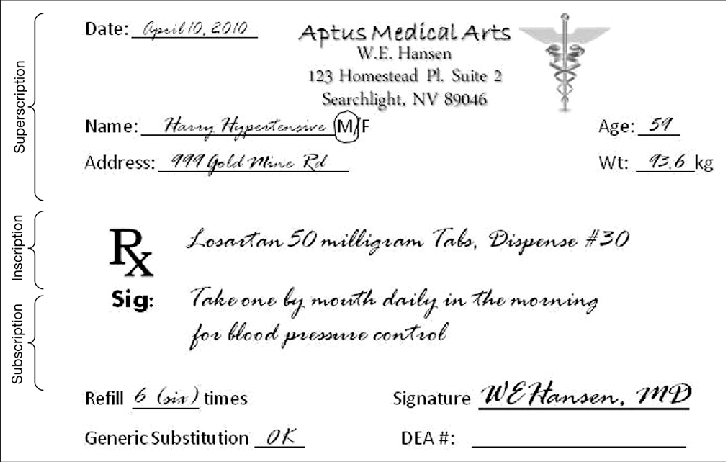 Superscription
Date: April 10, 2010
Aptus Medical Arts
W.E. Hansen
123 Homestead Pl. Suite 2
Searchlight, NV 89046
Name: Harry Hypertensive M/F Age: 59
Address: 999 Gold Mine Rd Wt: 93.6 kg
Inscription
Rx Losartan 50 milligram Tabs, Dispense #30
Subscription
Sig: Take one by mouth daily in the morning
for blood pressure control
Refill 6 (six) times Signature WEHansen, MD
Generic Substitution OK DEA #: